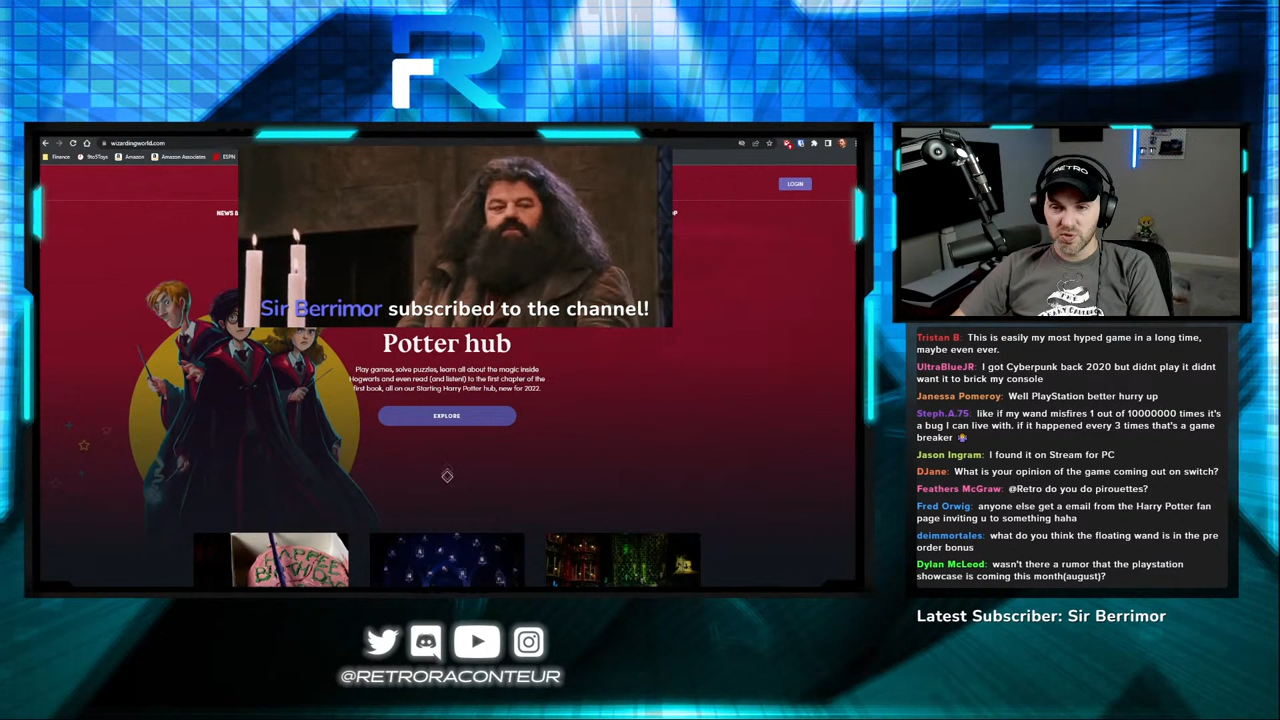 wizardingworld.com
Finance
9to5Toys
Amazon
Amazon Associates
ESPN
LOGIN
NEWS
Sir Berrimor subscribed to the channel!
Potter hub
Play games, solve puzzles, learn all about the magic inside
Hogwarts and even read (and listen) to the first chapter of the
first book, all on our Starting Harry Potter hub, new for 2022.
EXPLORE
HAPPEE
RETRO
Tristan B: This is easily my most hyped game in a long time,
maybe even ever.
UltraBlueJR: I got Cyberpunk back 2020 but didnt play it didnt
want it to brick my console
Janessa Pomeroy: Well PlayStation better hurry up
Steph.A.75: like if my wand misfires 1 out of 10000000 times it's
a bug I can live with. if it happened every 3 times that's a game
breaker 🤷‍♀️
Jason Ingram: I found it on Stream for PC
DJane: What is your opinion of the game coming out on switch?
Feathers McGraw: @Retro do you do pirouettes?
Fred Orwig: anyone else get a email from the Harry Potter fan
page inviting u to something haha
deimmortales: what do you think the floating wand is in the pre
order bonus
Dylan McLeod: wasn't there a rumor that the playstation
showcase is coming this month(august)?
Latest Subscriber: Sir Berrimor
@RETRORACONTEUR